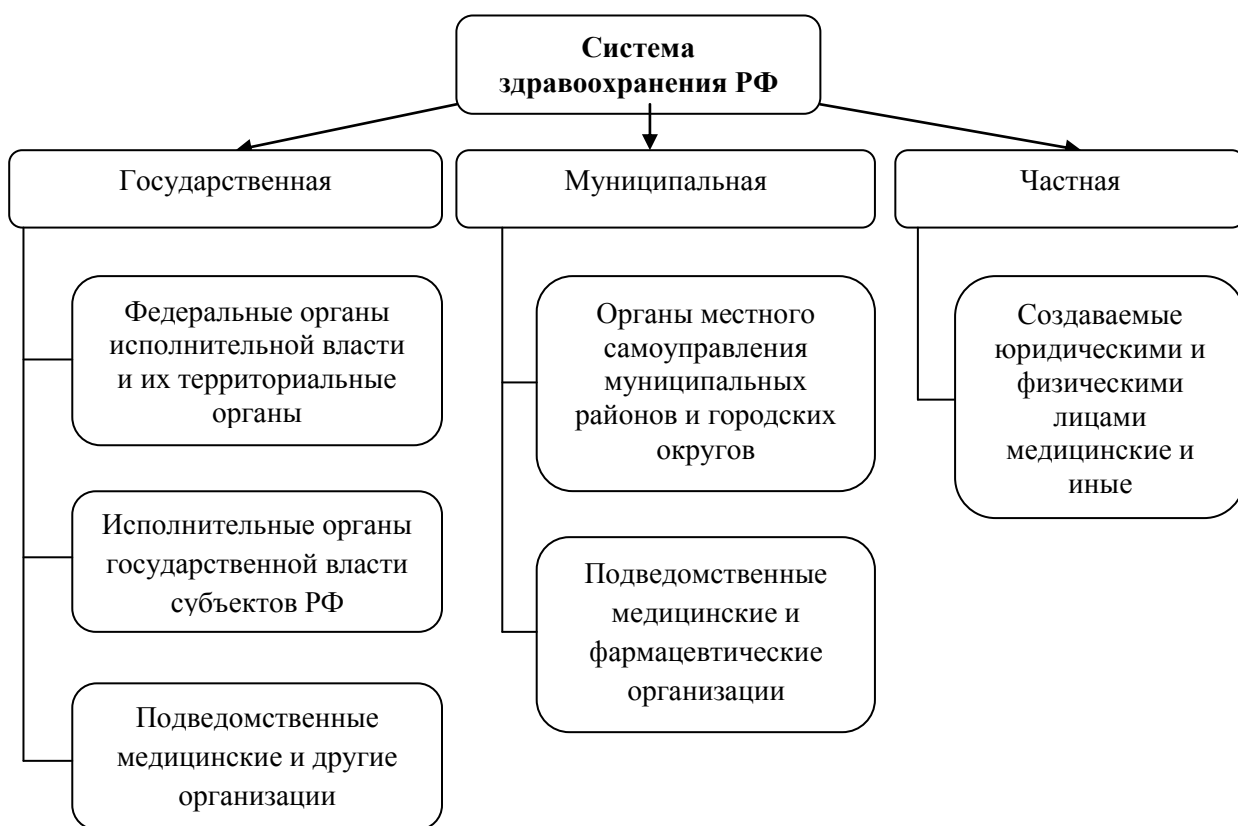 Система
здравоохранения РФ
Государственная
Муниципальная
Частная
Федеральные органы
исполнительной власти
и их территориальные
органы
Исполнительные органы
государственной власти
субъектов РФ
Подведомственные
медицинские и другие
организации
Органы местного
самоуправления
муниципальных
районов и городских
округов
Подведомственные
медицинские и
фармацевтические
организации
Создаваемые
юридическими и
физическими
лицами
медицинские и
иные